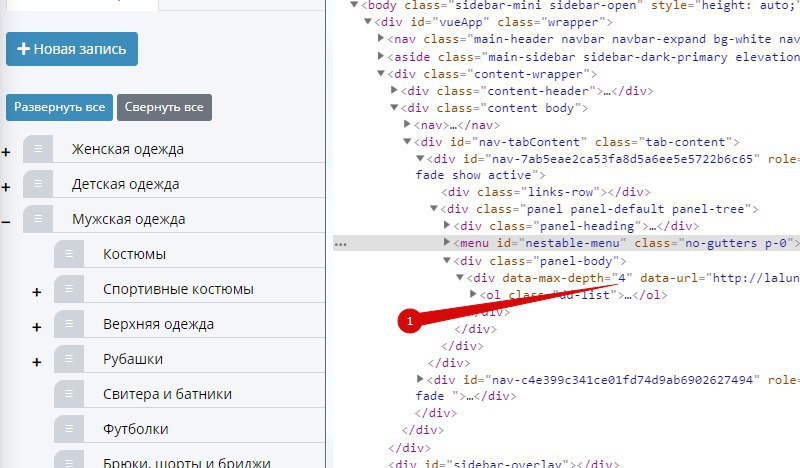 Новая запись
Развернуть все
Свернуть все
Женская одежда
Детская одежда
Мужская одежда
Костюмы
Спортивные костюмы
Верхняя одежда
Рубашки
Свитера и батники
Футболки
Брюки, шорты и бриджи
<body class="sidebar-mini sidebar-open" style="height: auto;"
<div id="vueApp" class="wrapper">
<nav class="main-header navbar navbar-expand bg-white nav
<aside class="main-sidebar sidebar-dark-primary elevation
<div class="content-wrapper">
<div class="content-header">…</div>
<div class="content body">
<nav>…</nav>
<div id="nav-tabContent" class="tab-content">
<div id="nav-7ab5eae2ca53fa8d5a6ee5e5722b6c65" role=
fade show active">
<div class="links-row"></div>
<div class="panel panel-default panel-tree">
<div class="panel-heading">…</div>
… <menu id="nestable-menu" class="no-gutters p-0">
<div class="panel-body">
<div data-max-depth="4" data-url="http://lalun
<ol class="dd-list">…</ol>
1
</div>
</div>
</div>
</div>
<div id="nav-c4e399c341ce01fd74d9ab6902627494" role=
fade ">…</div>
</div>
</div>
</div>
<div id="sidebar-overlay"></div>